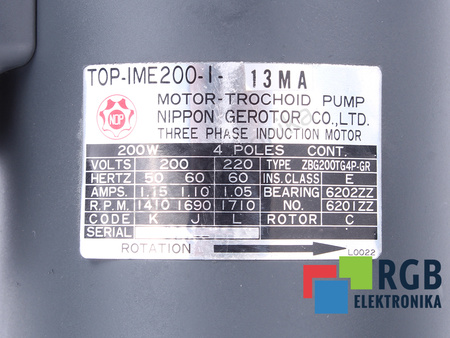 TOP-IME200-1- 13MA
NOP
MOTOR-TROCHOID PUMP
NIPPON GEROTOR CO.,LTD.
THREE PHASE INDUCTION MOTOR
200W 4 POLES CONT.
VOLTS 200 220 TYPE ZBG200TG4P-GR
HERTZ 50 60 60 INS.CLASS E
AMPS. 1.15 1.10 1.05 BEARING 6202ZZ
R.P.M. 1410 1690 1710 NO. 6201ZZ
CODE K J L ROTOR C
SERIAL
ROTATION L0022
RGB
ELEKTRONIKA